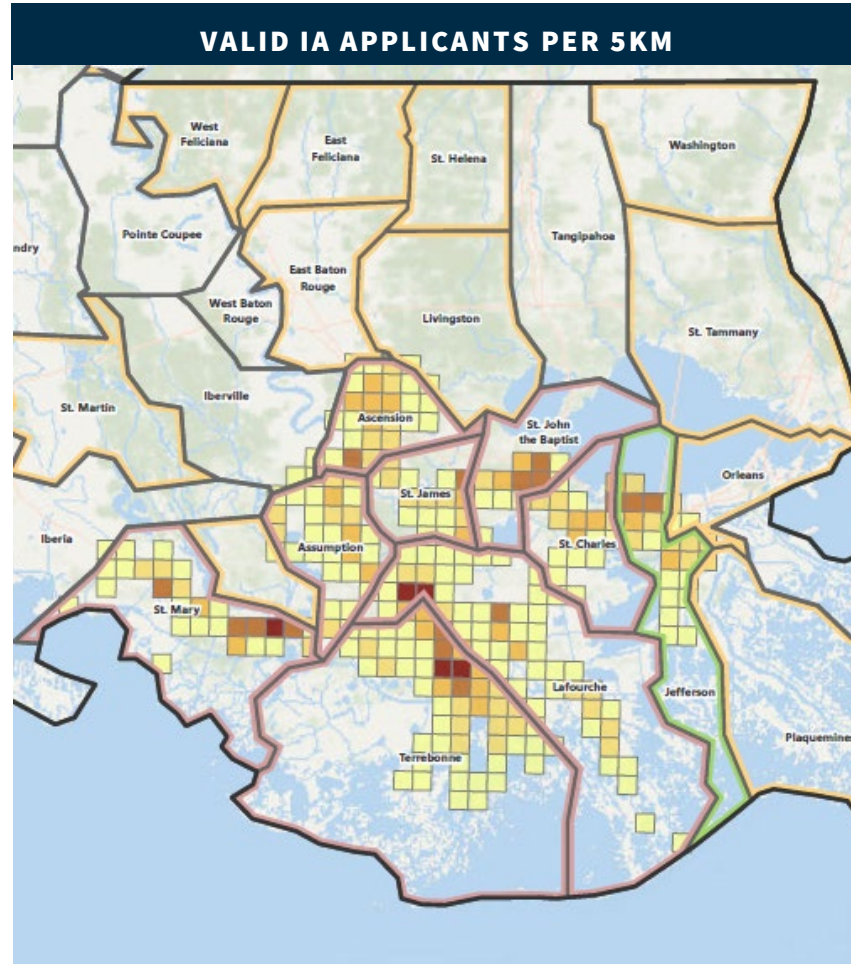 VALID IA APPLICANTS PER 5KM
West
Feliciana
East
Feliciana
St. Helena
Washington
Pointe Coupee
Tangipahoa
ndry
East Baton
Rouge
West Baton
Rouge
Livingston
St. Tammany
St. Martin
Iberville
Ascension
St. John
the Baptist
Orleans
St. James
Iberia
Assumption
St. Charles
St. Mary
Lafourche
Jefferson
Plaquemine
Terrebonne